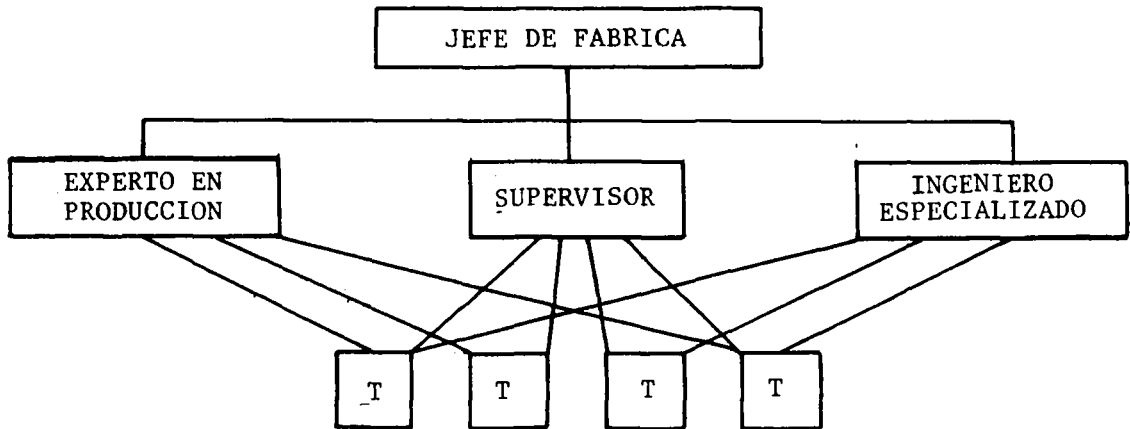 JEFE DE FABRICA
EXPERTO EN
PRODUCCION
SUPERVISOR
INGENIERO
ESPECIALIZADO
T
T
T
T